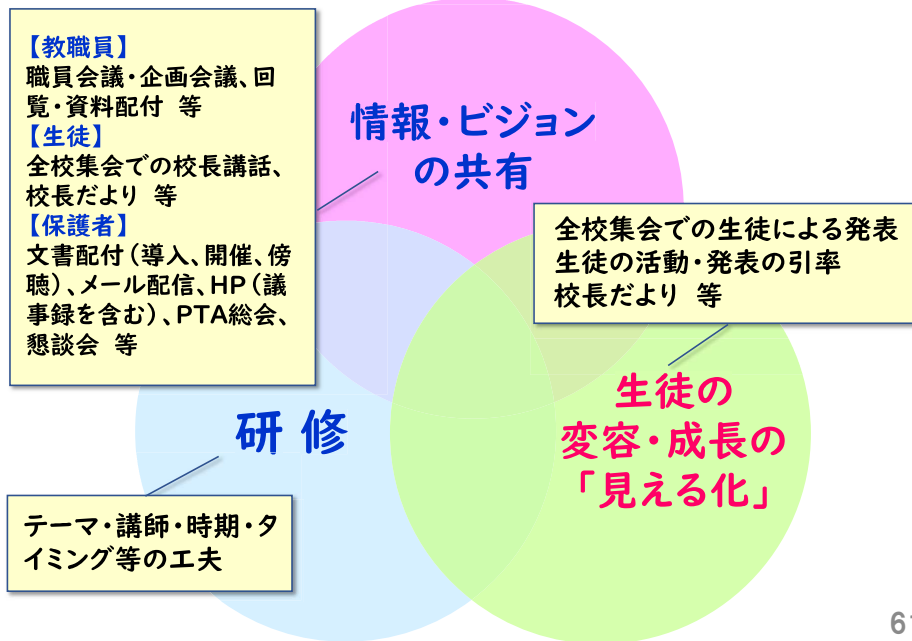 【教職員】
職員会議・企画会議、回
覧・資料配付 等
【生徒】
全校集会での校長講話、
校長だより 等
【保護者】
文書配付(導入、開催、傍
聴)、メール配信、HP(議
事録を含む)、PTA総会、
懇談会 等
情報・ビジョン
の共有
全校集会での生徒による発表
生徒の活動・発表の引率
校長だより 等
生徒の
変容・成長の
「見える化」
研 修
テーマ・講師・時期・タ
イミング等の工夫